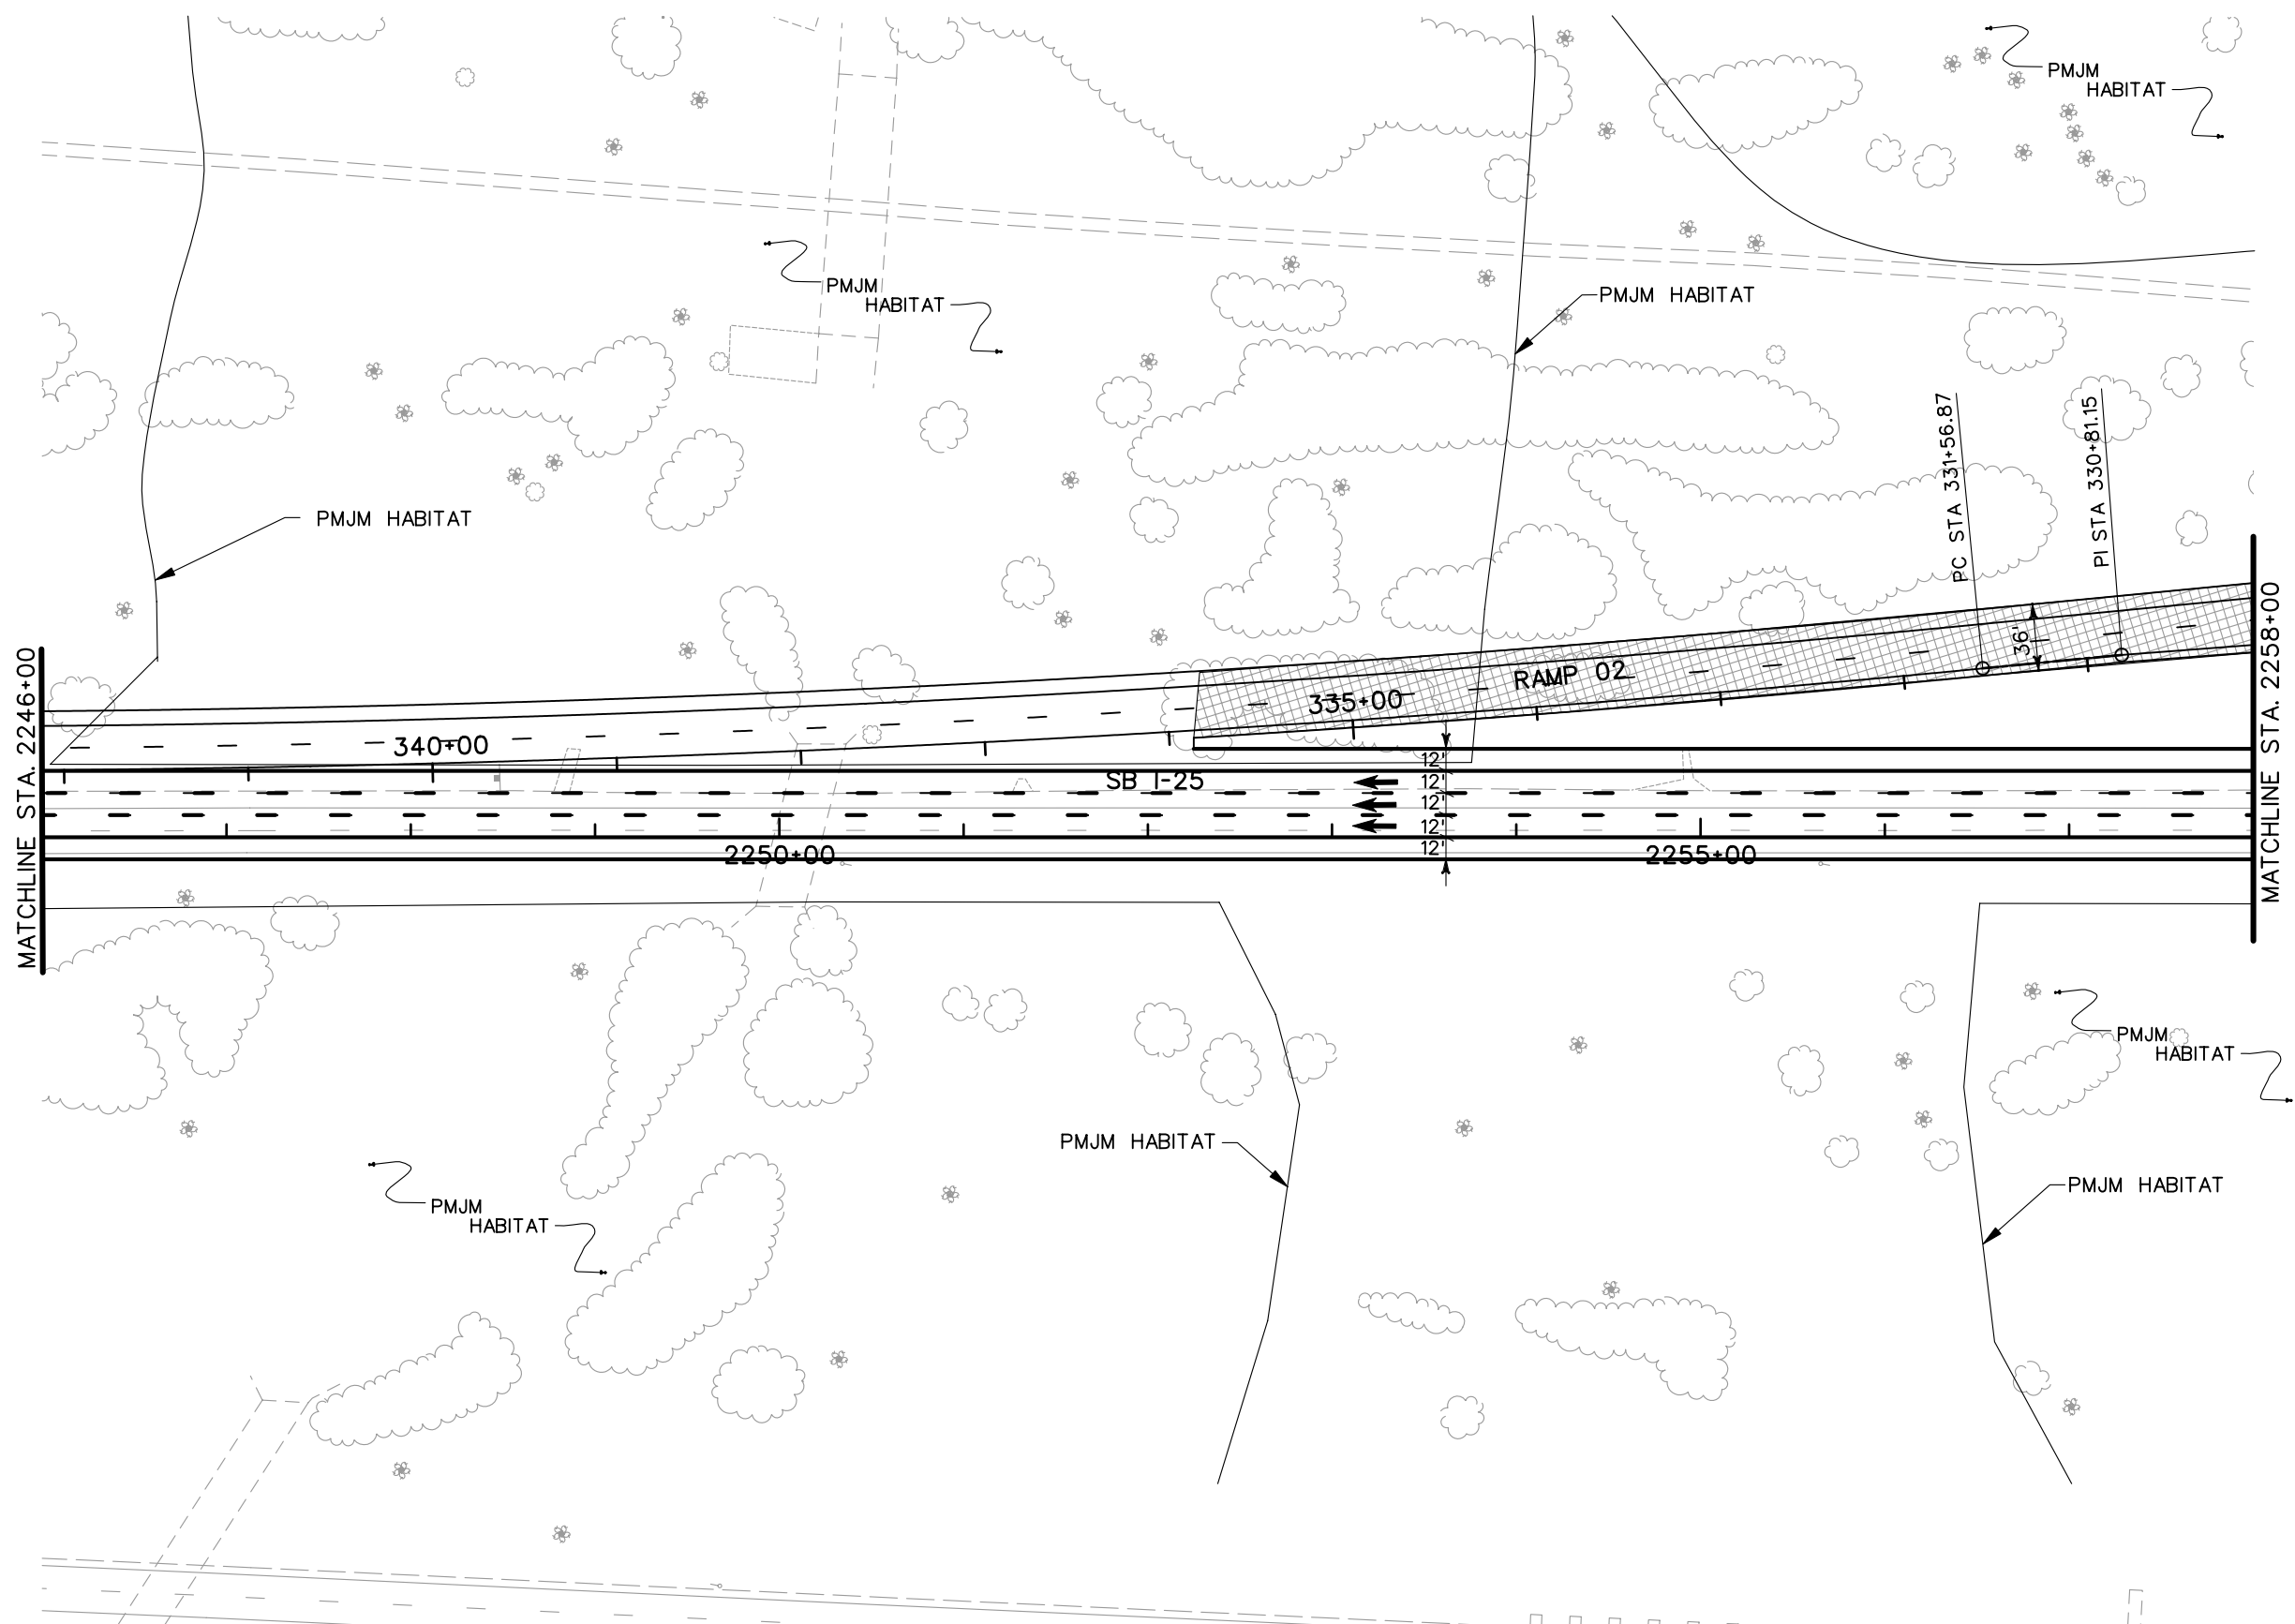 PMJM
HABITAT
PMJM
HABITAT
PMJM HABITAT
PC STA 331+56.87
PI STA 330+81.15
PMJM HABITAT
MATCHLINE STA. 2246+00
MATCHLINE STA. 2258+00
36'
RAMP 02
335+00
340+00
12'
SB I-25
12'
12'
12'
12'
2250+00
2255+00
PMJM
HABITAT
PMJM HABITAT
PMJM HABITAT
PMJM
HABITAT